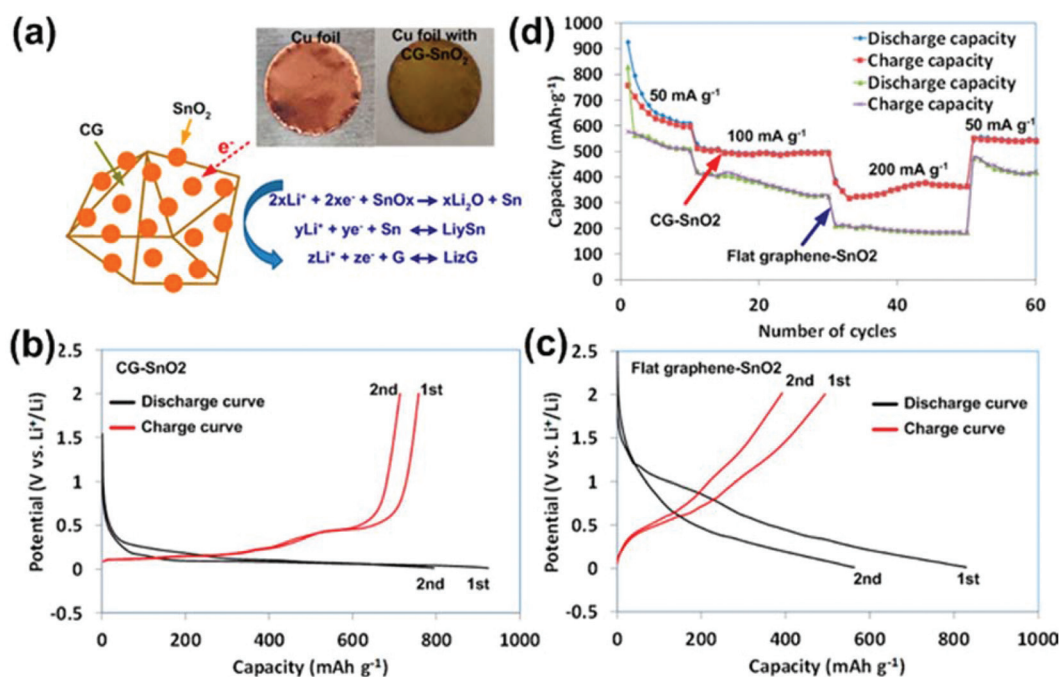 (a)
Cu foil
Cu foil with
CG-SnO₂
SnO₂
CG
e⁻
2xLi⁺ + 2xe⁻ + SnOx→xLi₂O + Sn
yLi⁺ + ye⁻ + Sn ↔LiySn
zLi⁺ + ze⁻ + G ↔LizG
(d)
Capacity (mAh·g⁻¹)
1000
900
800
700
600
500
400
300
200
100
0
Discharge capacity
Charge capacity
Discharge capacity
Charge capacity
50 mA g⁻¹
100 mA g⁻¹
200 mA g⁻¹
50 mA g⁻¹
CG-SnO2
Flat graphene-SnO2
0 20 40 60
Number of cycles
(b)
Potential (V vs. Li⁺/Li)
2.5
2
1.5
1
0.5
0
-0.5
CG-SnO2
Discharge curve
Charge curve
2nd 1st
2nd 1st
0 200 400 600 800 1000
Capacity (mAh g⁻¹)
(c)
Potential (V vs. Li⁺/Li)
2.5
2
1.5
1
0.5
0
-0.5
Flat graphene-SnO2
2nd 1st
Discharge curve
Charge curve
2nd 1st
0 200 400 600 800 1000
Capacity (mAh g⁻¹)